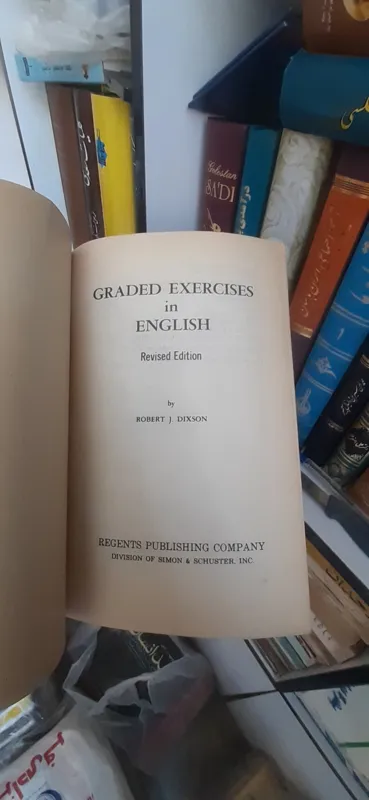 GRADED EXERCISES
in
ENGLISH
Revised Edition
by
ROBERT J. DIXSON
REGENTS PUBLISHING COMPANY
DIVISION OF SIMON & SCHUSTER, INC.
Golestan
SA'DI